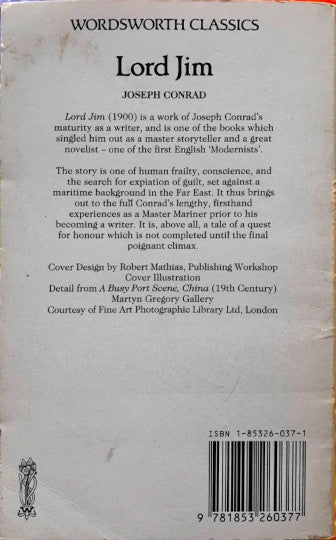 WORDSWORTH CLASSICS
Lord Jim
JOSEPH CONRAD
Lord Jim (1900) is a work of Joseph Conrad's
maturity as a writer, and is one of the books which
singled him out as a master storyteller and a great
novelist – one of the first English 'Modernists'.
The story is one of human frailty, conscience, and
the search for expiation of guilt, set against a
maritime background in the Far East. It thus brings
out to the full Conrad's lengthy, firsthand
experiences as a Master Mariner prior to his
becoming a writer. It is, above all, a tale of a quest
for honour which is not completed until the final
poignant climax.
Cover Design by Robert Mathias, Publishing Workshop
Cover Illustration
Detail from A Busy Port Scene, China (19th Century)
Martyn Gregory Gallery
Courtesy of Fine Art Photographic Library Ltd, London
ISBN 1-85326-037-1
9 781853 260377
W